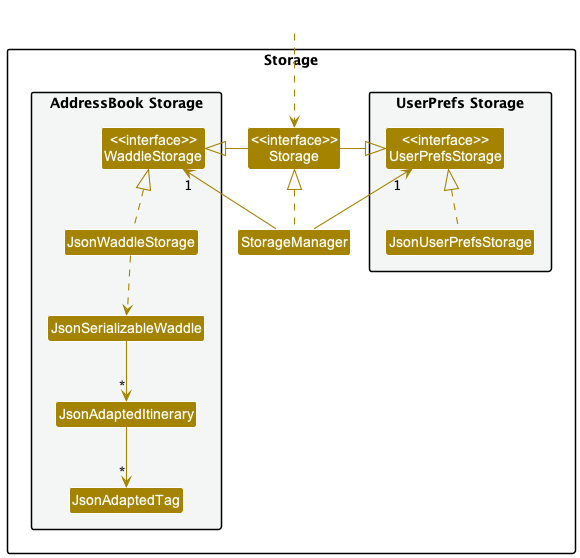 Storage
AddressBook Storage
UserPrefs Storage
<<interface>>
WaddleStorage
<<interface>>
Storage
<<interface>>
UserPrefsStorage
1
1
JsonWaddleStorage
StorageManager
JsonUserPrefsStorage
JsonSerializableWaddle
*
JsonAdaptedItinerary
*
JsonAdaptedTag